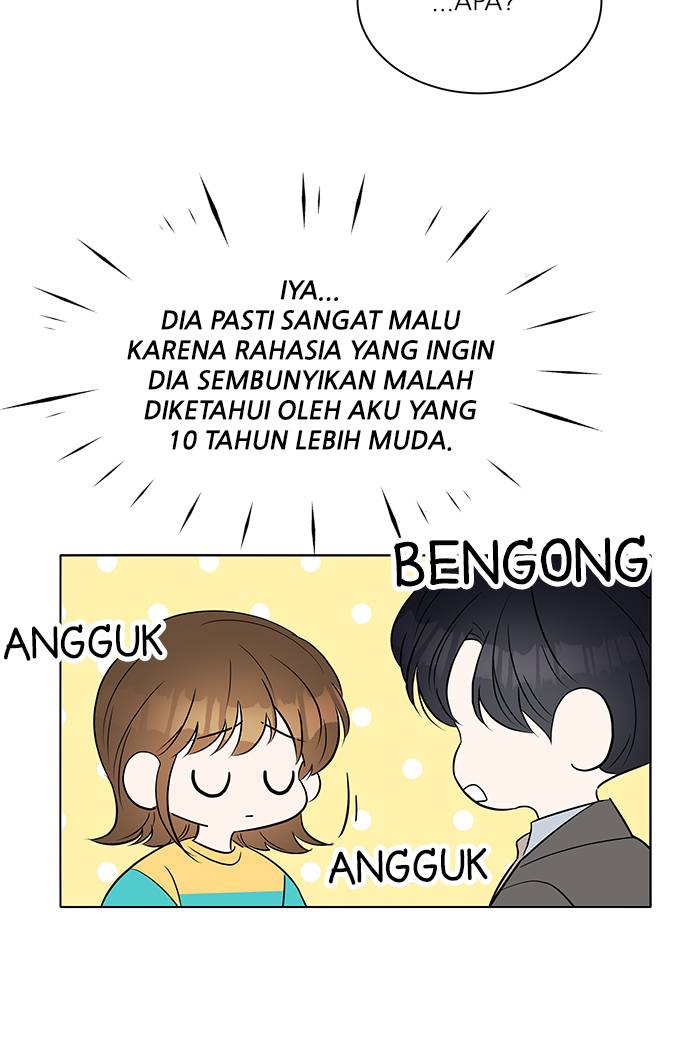 ...APA?
IYA...
DIA PASTI SANGAT MALU
KARENA RAHASIA YANG INGIN
DIA SEMBUNYIKAN MALAH
DIKETAHUI OLEH AKU YANG
10 TAHUN LEBIH MUDA.
BENGONG
ANGGUK
ANGGUK